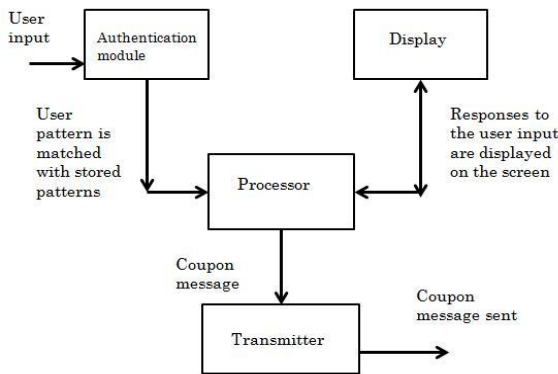 User
input
Authentication
module
Display
User
pattern is
matched
with stored
patterns
Responses to
the user input
are displayed
on the screen
Processor
Coupon
message
Coupon
message sent
Transmitter